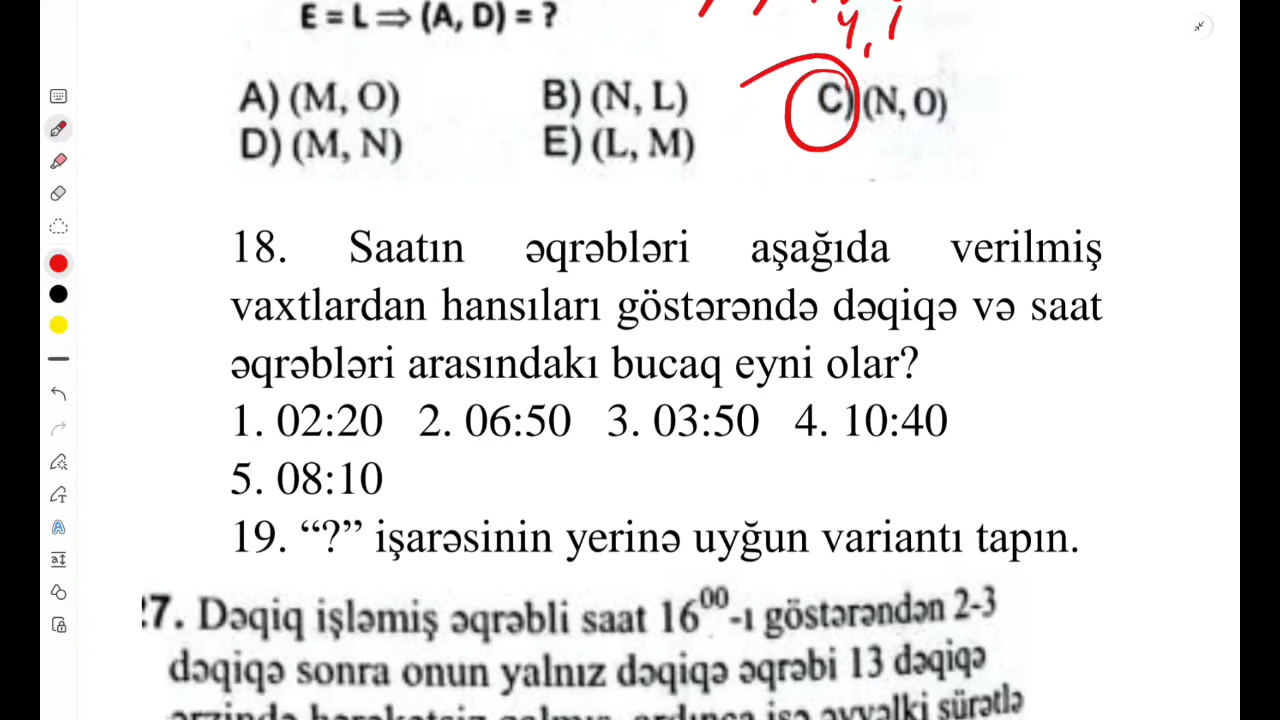 E = L ⇒ (A, D) = ?
4, 1
A) (M, O) B) (N, L) C) (N, O)
D) (M, N) E) (L, M)
18. Saatın əqrəbləri aşağıda verilmiş
vaxtlardan hansıları göstərəndə dəqiqə və saat
əqrəbləri arasındakı bucaq eyni olar?
1. 02:20 2. 06:50 3. 03:50 4. 10:40
5. 08:10
19. “?” işarəsinin yerinə uyğun variantı tapın.
7. Dəqiq işləmiş əqrəbli saat 16⁰⁰-ı göstərəndən 2-3
dəqiqə sonra onun yalnız dəqiqə əqrəbi 13 dəqiqə
sürətlə